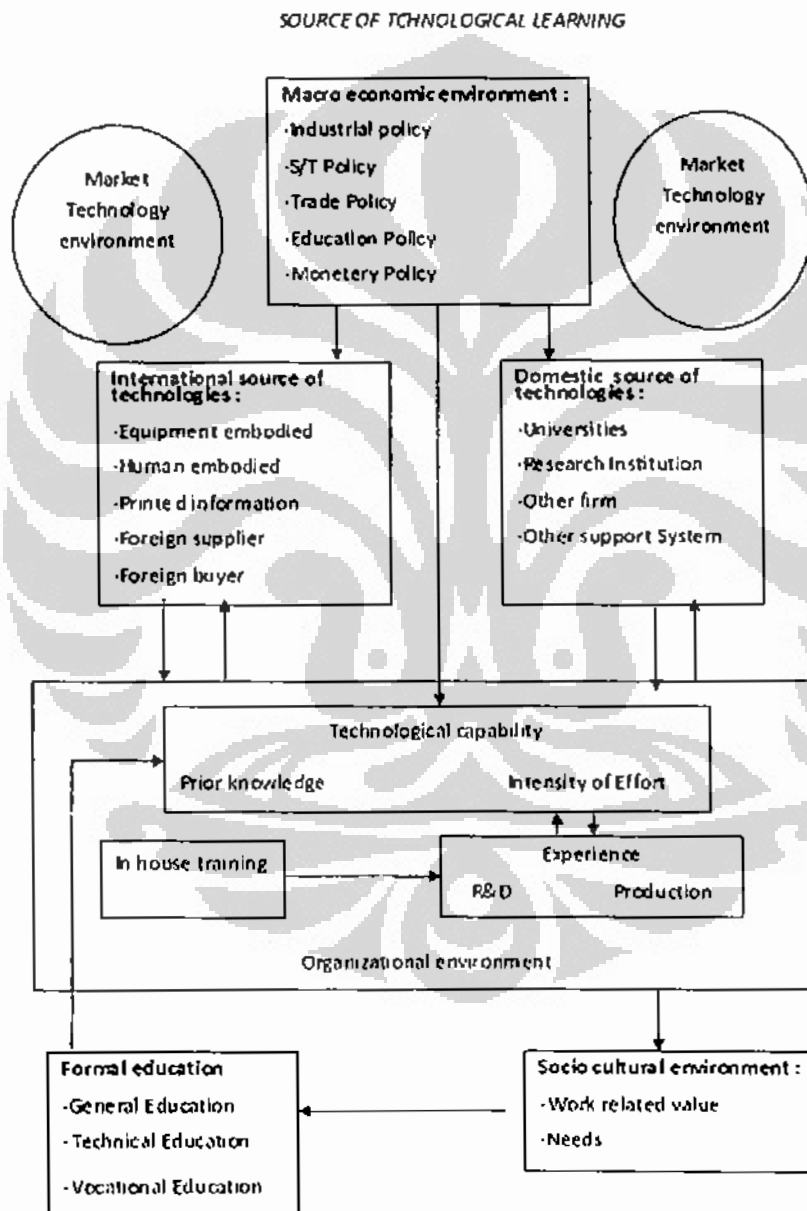 SOURCE OF TCHNOLOGICAL LEARNING
Macro economic environment :
-Industrial policy
-S/T Policy
-Trade Policy
-Education Policy
-Monetery Policy
Market
Technology
environment
Market
Technology
environment
International source of
technologies :
-Equipment embodied
-Human embodied
-Printed information
-Foreign supplier
-Foreign buyer
Domestic source of
technologies :
-Universities
-Research Institution
-Other firm
-Other support System
Technological capability
Prior knowledge
Intensity of Effort
In house training
Experience
R&D
Production
Organizational environment
Formal education
-General Education
-Technical Education
-Vocational Education
Socio cultural environment :
-Work related value
-Needs